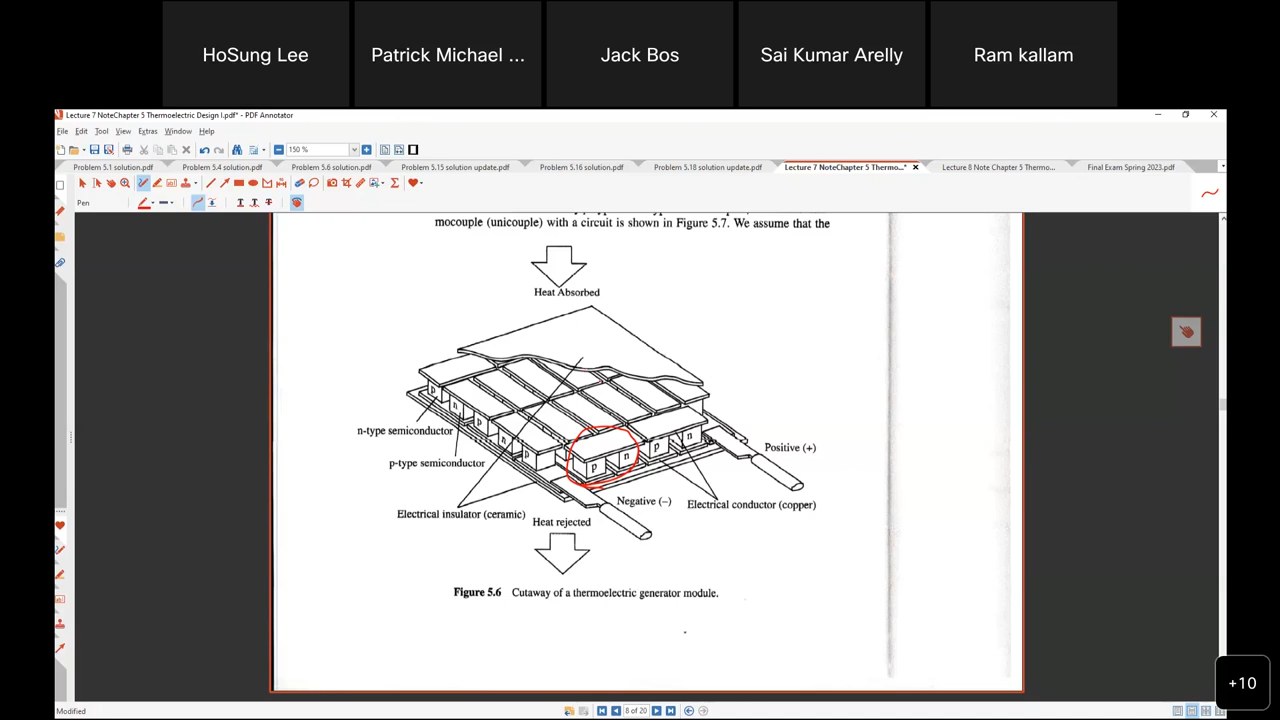 HoSung Lee
Patrick Michael ...
Jack Bos
Sai Kumar Arelly
Ram kallam
Lecture 7 NoteChapter 5 Thermoelectric Design I.pdf* - PDF Annotator
File Edit Tool View Extras Window Help
150 %
Problem 5.1 solution.pdf
Problem 5.4 solution.pdf
Problem 5.6 solution.pdf
Problem 5.15 solution update.pdf
Problem 5.16 solution.pdf
Problem 5.18 solution update.pdf
Lecture 7 NoteChapter 5 Thermo...*
Lecture 8 Note Chapter 5 Thermo...
Final Exam Spring 2023.pdf
Pen
mocouple (unicouple) with a circuit is shown in Figure 5.7. We assume that the
Heat Absorbed
p
n
p
n
p
p
n
p
n
n-type semiconductor
p-type semiconductor
Positive (+)
Negative (−)
Electrical conductor (copper)
Electrical insulator (ceramic)
Heat rejected
Figure 5.6 Cutaway of a thermoelectric generator module.
+10
Modified
8 of 20